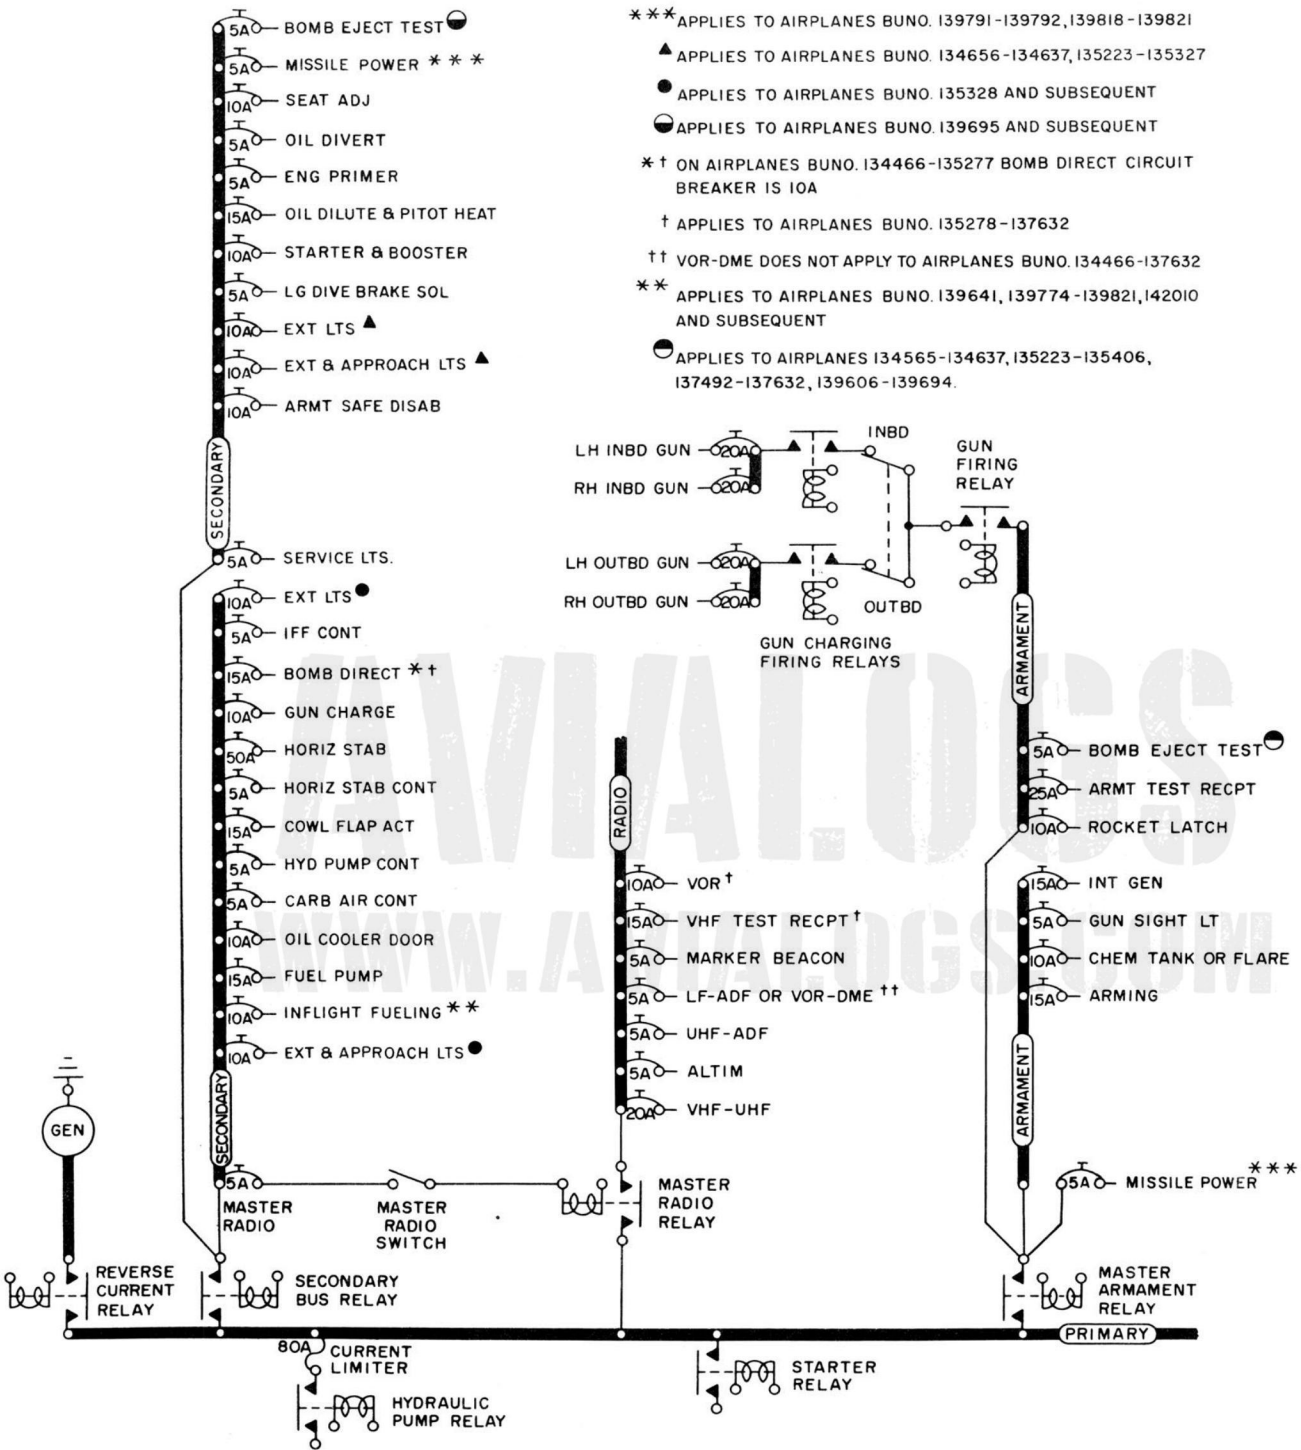 5A BOMB EJECT TEST
5A MISSILE POWER ***
10A SEAT ADJ
5A OIL DIVERT
5A ENG PRIMER
15A OIL DILUTE & PITOT HEAT
10A STARTER & BOOSTER
5A LG DIVE BRAKE SOL
10A EXT LTS ▲
10A EXT & APPROACH LTS ▲
10A ARMT SAFE DISAB
SECONDARY
5A SERVICE LTS.
10A EXT LTS ●
5A IFF CONT
15A BOMB DIRECT *†
10A GUN CHARGE
50A HORIZ STAB
5A HORIZ STAB CONT
15A COWL FLAP ACT
5A HYD PUMP CONT
5A CARB AIR CONT
10A OIL COOLER DOOR
15A FUEL PUMP
10A INFLIGHT FUELING **
10A EXT & APPROACH LTS ●
SECONDARY
5A
MASTER
RADIO
MASTER
RADIO
SWITCH
*** APPLIES TO AIRPLANES BUNO. 139791-139792,139818-139821
▲ APPLIES TO AIRPLANES BUNO. 134656-134637, 135223-135327
● APPLIES TO AIRPLANES BUNO. 135328 AND SUBSEQUENT
APPLIES TO AIRPLANES BUNO. 139695 AND SUBSEQUENT
*† ON AIRPLANES BUNO. 134466-135277 BOMB DIRECT CIRCUIT
BREAKER IS 10A
† APPLIES TO AIRPLANES BUNO. 135278-137632
†† VOR-DME DOES NOT APPLY TO AIRPLANES BUNO. 134466-137632
** APPLIES TO AIRPLANES BUNO. 139641, 139774-139821, 142010
AND SUBSEQUENT
APPLIES TO AIRPLANES 134565-134637, 135223-135406,
137492-137632, 139606-139694.
LH INBD GUN 20A
RH INBD GUN 20A
INBD
LH OUTBD GUN 20A
RH OUTBD GUN 20A
OUTBD
GUN CHARGING
FIRING RELAYS
GUN
FIRING
RELAY
ARMAMENT
5A BOMB EJECT TEST
25A ARMT TEST RECPT
10A ROCKET LATCH
15A INT GEN
5A GUN SIGHT LT
10A CHEM TANK OR FLARE
15A ARMING
ARMAMENT
5A MISSILE POWER ***
RADIO
10A VOR †
15A VHF TEST RECPT †
5A MARKER BEACON
5A LF-ADF OR VOR-DME ††
5A UHF-ADF
5A ALTIM
20A VHF-UHF
MASTER
RADIO
RELAY
GEN
REVERSE
CURRENT
RELAY
SECONDARY
BUS RELAY
MASTER
ARMAMENT
RELAY
PRIMARY
80A
CURRENT
LIMITER
HYDRAULIC
PUMP RELAY
STARTER
RELAY
AVIALOGS
WWW.AVIALOGS.COM